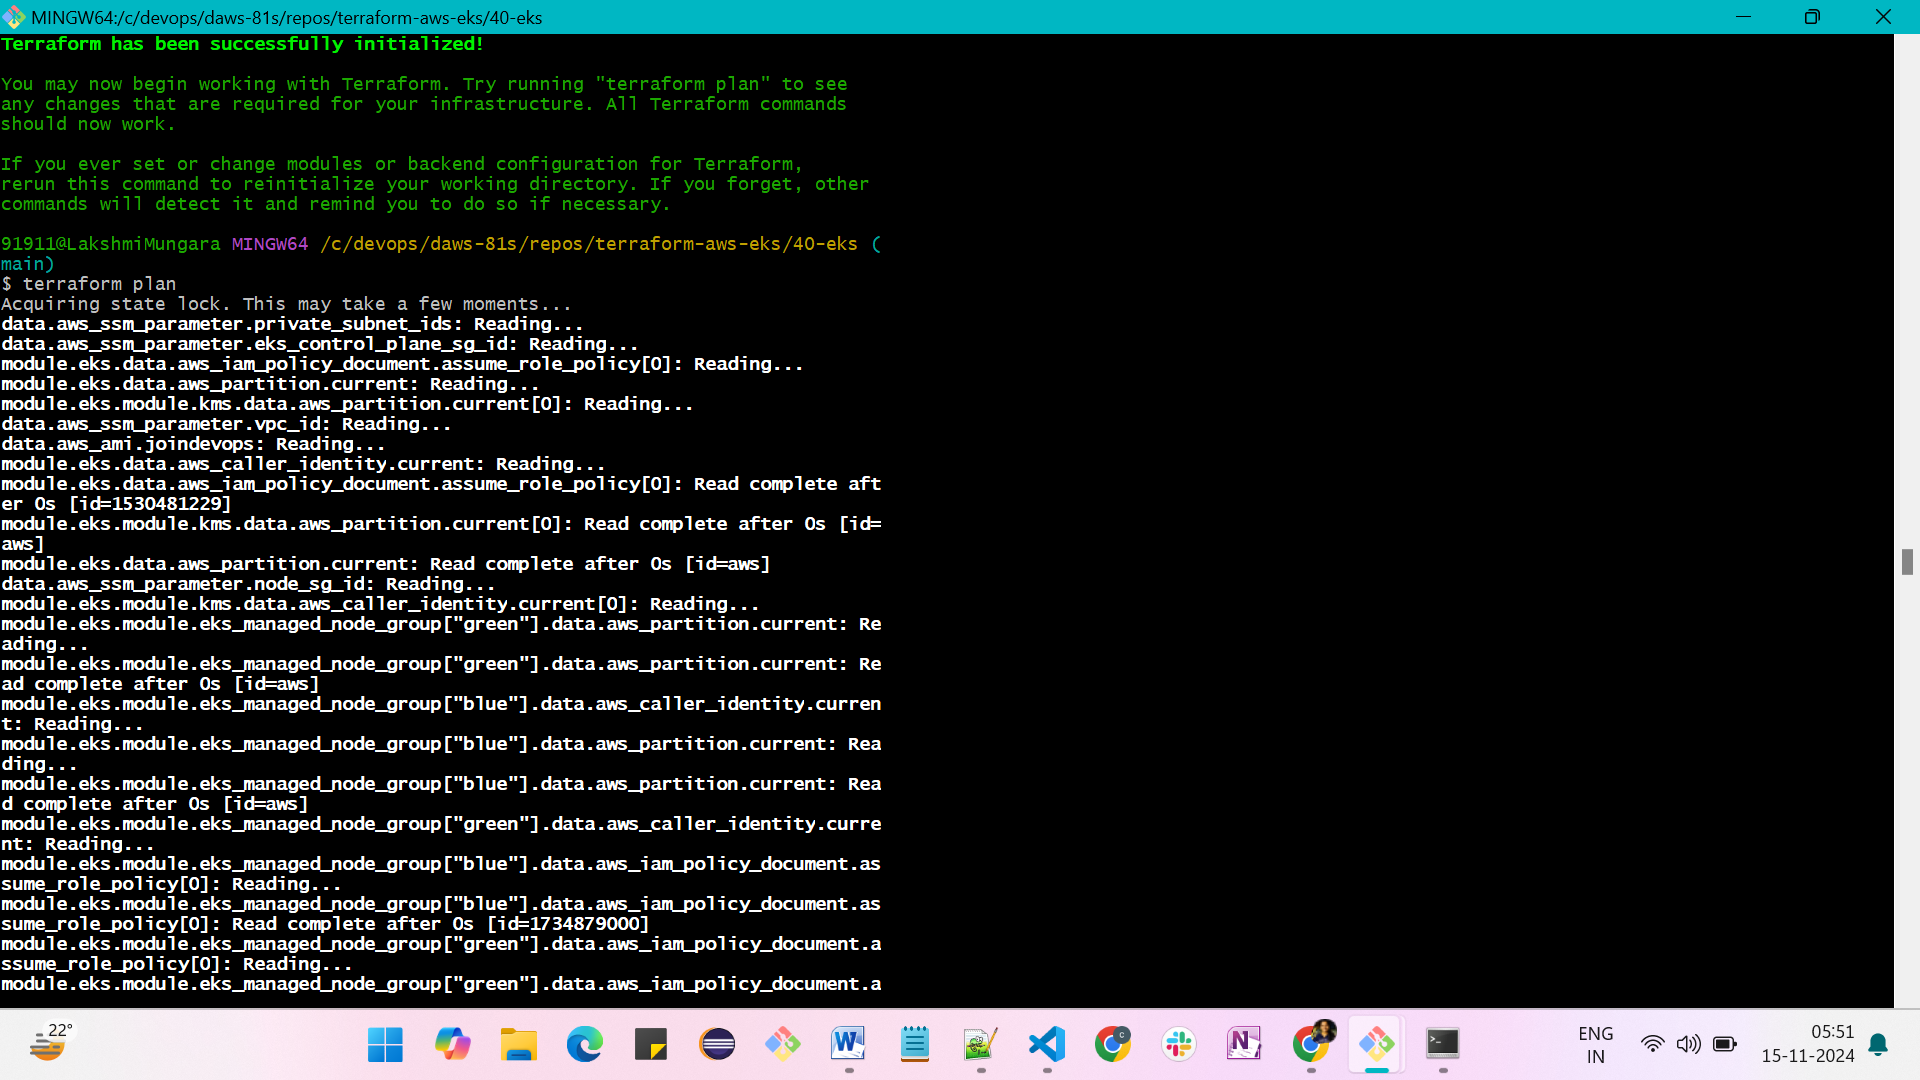 MINGW64:/c/devops/daws-81s/repos/terraform-aws-eks/40-eks
Terraform has been successfully initialized!
You may now begin working with Terraform. Try running "terraform plan" to see
any changes that are required for your infrastructure. All Terraform commands
should now work.
If you ever set or change modules or backend configuration for Terraform,
rerun this command to reinitialize your working directory. If you forget, other
commands will detect it and remind you to do so if necessary.
91911@LakshmiMungara MINGW64 /c/devops/daws-81s/repos/terraform-aws-eks/40-eks (
main)
$ terraform plan
Acquiring state lock. This may take a few moments...
data.aws_ssm_parameter.private_subnet_ids: Reading...
data.aws_ssm_parameter.eks_control_plane_sg_id: Reading...
module.eks.data.aws_iam_policy_document.assume_role_policy[0]: Reading...
module.eks.data.aws_partition.current: Reading...
module.eks.module.kms.data.aws_partition.current[0]: Reading...
data.aws_ssm_parameter.vpc_id: Reading...
data.aws_ami.joindevops: Reading...
module.eks.data.aws_caller_identity.current: Reading...
module.eks.data.aws_iam_policy_document.assume_role_policy[0]: Read complete aft
er 0s [id=1530481229]
module.eks.module.kms.data.aws_partition.current[0]: Read complete after 0s [id=
aws]
module.eks.data.aws_partition.current: Read complete after 0s [id=aws]
data.aws_ssm_parameter.node_sg_id: Reading...
module.eks.module.kms.data.aws_caller_identity.current[0]: Reading...
module.eks.module.eks_managed_node_group["green"].data.aws_partition.current: Re
ading...
module.eks.module.eks_managed_node_group["green"].data.aws_partition.current: Re
ad complete after 0s [id=aws]
module.eks.module.eks_managed_node_group["blue"].data.aws_caller_identity.curren
t: Reading...
module.eks.module.eks_managed_node_group["blue"].data.aws_partition.current: Rea
ding...
module.eks.module.eks_managed_node_group["blue"].data.aws_partition.current: Rea
d complete after 0s [id=aws]
module.eks.module.eks_managed_node_group["green"].data.aws_caller_identity.curre
nt: Reading...
module.eks.module.eks_managed_node_group["blue"].data.aws_iam_policy_document.as
sume_role_policy[0]: Reading...
module.eks.module.eks_managed_node_group["blue"].data.aws_iam_policy_document.as
sume_role_policy[0]: Read complete after 0s [id=1734879000]
module.eks.module.eks_managed_node_group["green"].data.aws_iam_policy_document.a
ssume_role_policy[0]: Reading...
module.eks.module.eks_managed_node_group["green"].data.aws_iam_policy_document.a
22°
ENG
IN
05:51
15-11-2024